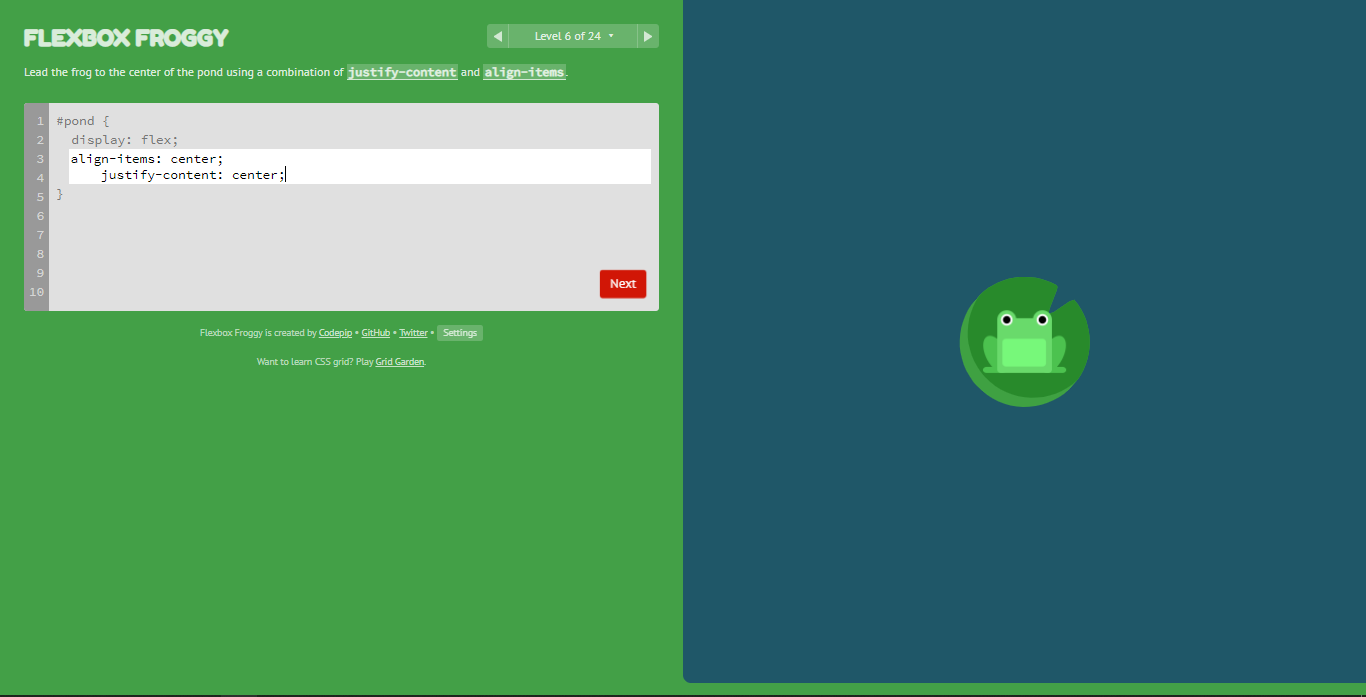 FLEXBOX FROGGY
Level 6 of 24
Lead the frog to the center of the pond using a combination of justify-content and align-items.
1 #pond {
2 display: flex;
3 align-items: center;
4 justify-content: center;
5 }
6
7
8
9
10
Next
Flexbox Froggy is created by Codepip • GitHub • Twitter • Settings
Want to learn CSS grid? Play Grid Garden.